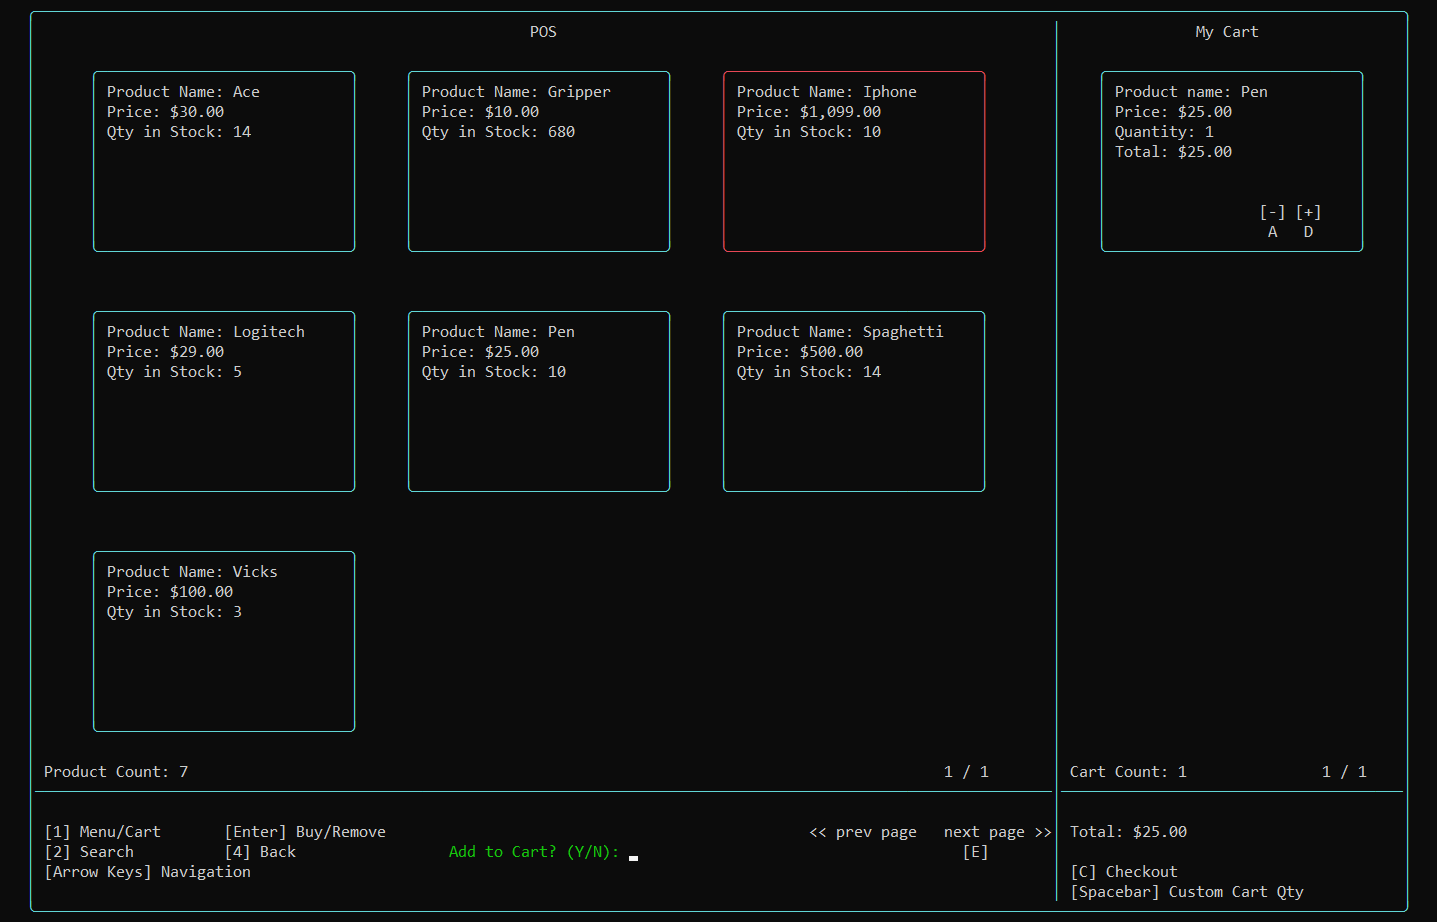 POS
Product Name: Ace
Price: $30.00
Qty in Stock: 14
Product Name: Gripper
Price: $10.00
Qty in Stock: 680
Product Name: Iphone
Price: $1,099.00
Qty in Stock: 10
Product Name: Logitech
Price: $29.00
Qty in Stock: 5
Product Name: Pen
Price: $25.00
Qty in Stock: 10
Product Name: Spaghetti
Price: $500.00
Qty in Stock: 14
Product Name: Vicks
Price: $100.00
Qty in Stock: 3
Product Count: 7
1 / 1
[1] Menu/Cart
[2] Search
[Arrow Keys] Navigation
[Enter] Buy/Remove
[4] Back
Add to Cart? (Y/N):
<< prev page
next page >>
[E]
My Cart
Product name: Pen
Price: $25.00
Quantity: 1
Total: $25.00
[-] [+]
A D
Cart Count: 1
1 / 1
Total: $25.00
[C] Checkout
[Spacebar] Custom Cart Qty